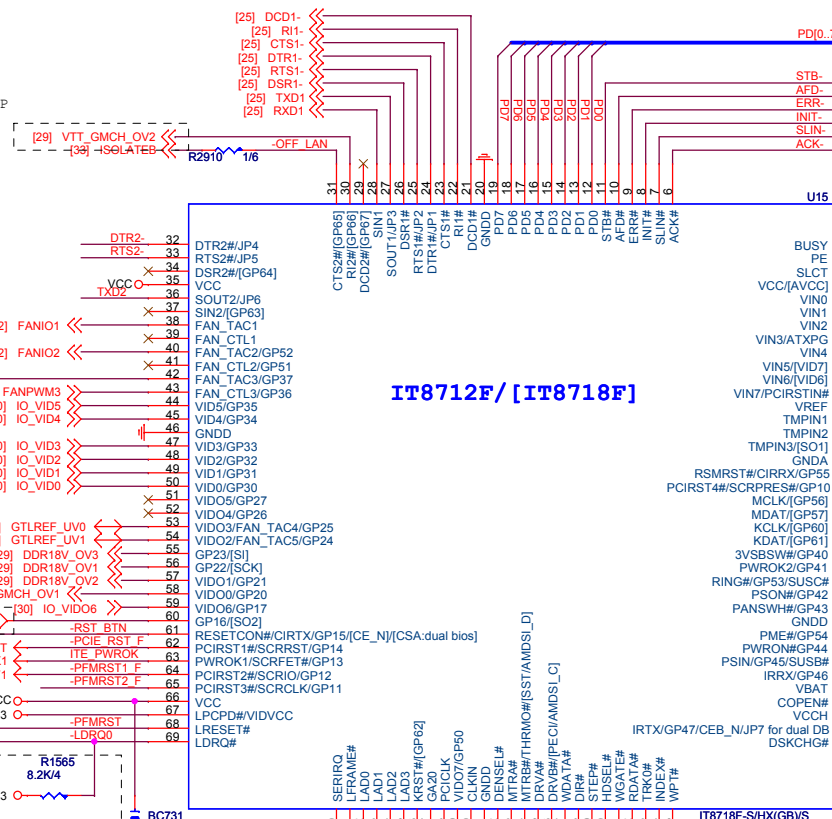 [25] DCD1-
[25] RI1-
[25] CTS1-
[25] DTR1-
[25] RTS1-
[25] DSR1-
[25] TXD1
[25] RXD1
PD[0..7
PD7 PD6 PD5 PD4 PD3 PD2 PD1 PD0
STB-
AFD-
ERR-
INIT-
SLIN-
ACK-
P
[29] VTT_GMCH_OV2
[33] ISOLATEB
R2910 1/6
-OFF_LAN
31 30 29 28 27 26 25 24 23 22 21 20 19 18 17 16 15 14 13 12 11 10 9 8 7 6
U15
CTS2#/[GP65]
RI2#/[GP66]
DCD2#/[GP67]
SIN1
SOUT1/JP3
DSR1#
RTS1#/JP2
DTR1#/JP1
CTS1#
RI1#
DCD1#
GNDD
PD7
PD6
PD5
PD4
PD3
PD2
PD1
PD0
STB#
AFD#
ERR#
INIT#
SLIN#
ACK#
DTR2- 32 DTR2#/JP4
RTS2- 33 RTS2#/JP5
34 DSR2#/[GP64]
VCC 35 VCC
TXD2 36 SOUT2/JP6
37 SIN2/[GP63]
2] FANIO1 38 FAN_TAC1
39 FAN_CTL1
2] FANIO2 40 FAN_TAC2/GP52
41 FAN_CTL2/GP51
42 FAN_TAC3/GP37
FANPWM3 43 FAN_CTL3/GP36
0] IO_VID5 44 VID5/GP35
0] IO_VID4 45 VID4/GP34
46 GNDD
0] IO_VID3 47 VID3/GP33
0] IO_VID2 48 VID2/GP32
0] IO_VID1 49 VID1/GP31
0] IO_VID0 50 VID0/GP30
51 VIDO5/GP27
52 VIDO4/GP26
] GTLREF_UV0 53 VIDO3/FAN_TAC4/GP25
] GTLREF_UV1 54 VIDO2/FAN_TAC5/GP24
29] DDR18V_OV3 55 GP23/[SI]
29] DDR18V_OV1 56 GP22/[SCK]
29] DDR18V_OV2 57 VIDO1/GP21
GMCH_OV1 58 VIDO0/GP20
[30] IO_VIDO6 59 VIDO6/GP17
60 GP16/[SO2]
-RST_BTN 61 RESETCON#/CIRTX/GP15/[CE_N]/[CSA:dual bios]
T -PCIE_RST_F 62 PCIRST1#/SCRRST/GP14
K1 ITE_PWROK 63 PWROK1/SCRFET#/GP13
1 -PFMRST1_F 64 PCIRST2#/SCRIO/GP12
-PFMRST2_F 65 PCIRST3#/SCRCLK/GP11
CC 66 VCC
3 67 LPCPD#/VIDVCC
-PFMRST 68 LRESET#
-LDRQ0 69 LDRQ#
IT8712F/[IT8718F]
BUSY
PE
SLCT
VCC/[AVCC]
VIN0
VIN1
VIN2
VIN3/ATXPG
VIN4
VIN5/[VID7]
VIN6/[VID6]
VIN7/PCIRSTIN#
VREF
TMPIN1
TMPIN2
TMPIN3/[SO1]
GNDA
RSMRST#/CIRRX/GP55
PCIRST4#/SCRPRES#/GP10
MCLK/[GP56]
MDAT/[GP57]
KCLK/[GP60]
KDAT/[GP61]
3VSBSW#/GP40
PWROK2/GP41
RING#/GP53/SUSC#
PSON#/GP42
PANSWH#/GP43
GNDD
PME#/GP54
PWRON#/GP44
PSIN/GP45/SUSB#
IRRX/GP46
VBAT
COPEN#
VCCH
IRTX/GP47/CEB_N/JP7 for dual DB
DSKCHG#
SERIRQ
LFRAME#
LAD0
LAD1
LAD2
LAD3
KRST#/[GP62]
GA20
PCICLK
VIDO7/GP50
CLKIN
GNDD
DENSEL#
MTRA#
MTRB#/THRMO#/[SST/AMDSI_D]
DRVA#
DRVB#/[PECI/AMDSI_C]
WDATA#
DIR#
STEP#
HDSEL#
WGATE#
RDATA#
TRK0#
INDEX#
WPT#
R1565
8.2K/4
3
BC731
IT8718F-S/HX(GB)/S